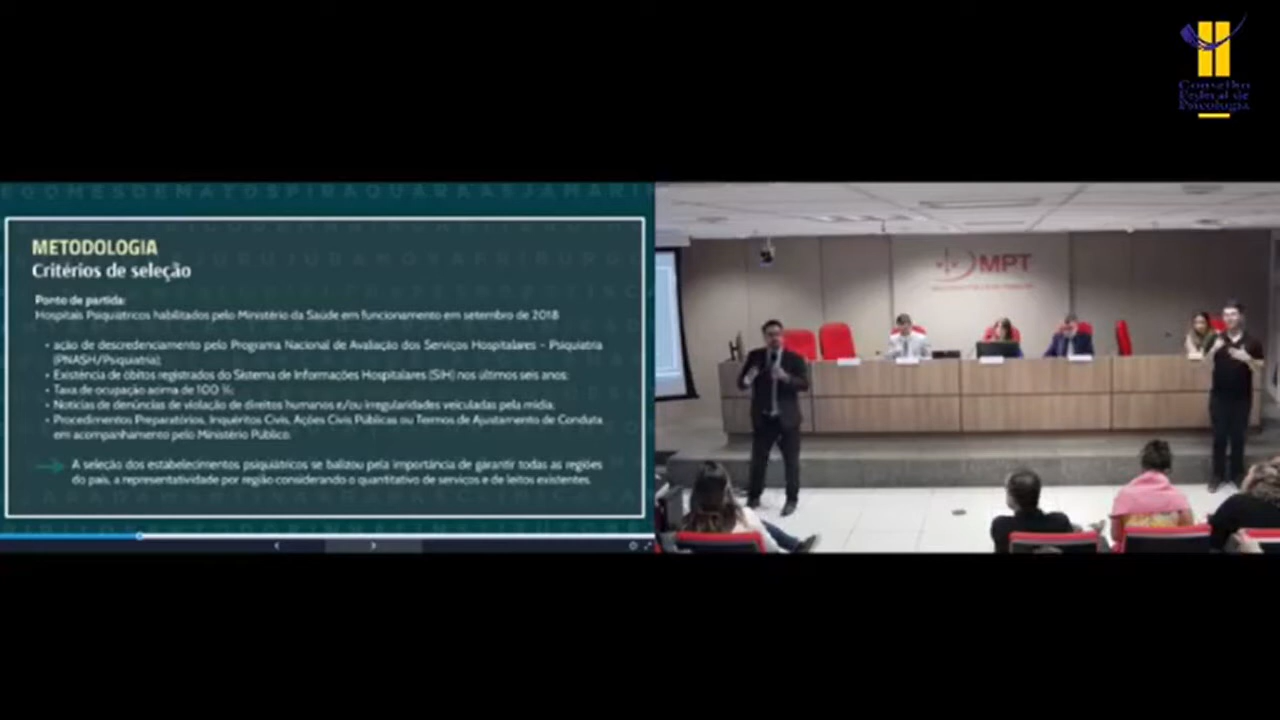 Conselho
Federal de
Psicologia
METODOLOGIA
Critérios de seleção
Ponto de partida:
Hospitais Psiquiátricos habilitados pelo Ministério da Saúde em funcionamento em setembro de 2018
• ação de descredenciamento pelo Programa Nacional de Avaliação dos Serviços Hospitalares - Psiquiatria
(PNASH/Psiquiatria);
• Existência de óbitos registrados do Sistema de Informações Hospitalares (SIH) nos últimos seis anos;
• Taxa de ocupação acima de 100 %;
• Notícias de denúncias de violação de direitos humanos e/ou irregularidades veiculadas pela mídia;
• Procedimentos Preparatórios, Inquéritos Civis, Ações Civis Públicas ou Termos de Ajustamento de Conduta
em acompanhamento pelo Ministério Público.
A seleção dos estabelecimentos psiquiátricos se balizou pela importância de garantir todas as regiões
do país, a representatividade por região considerando o quantitativo de serviços e de leitos existentes.
MPT